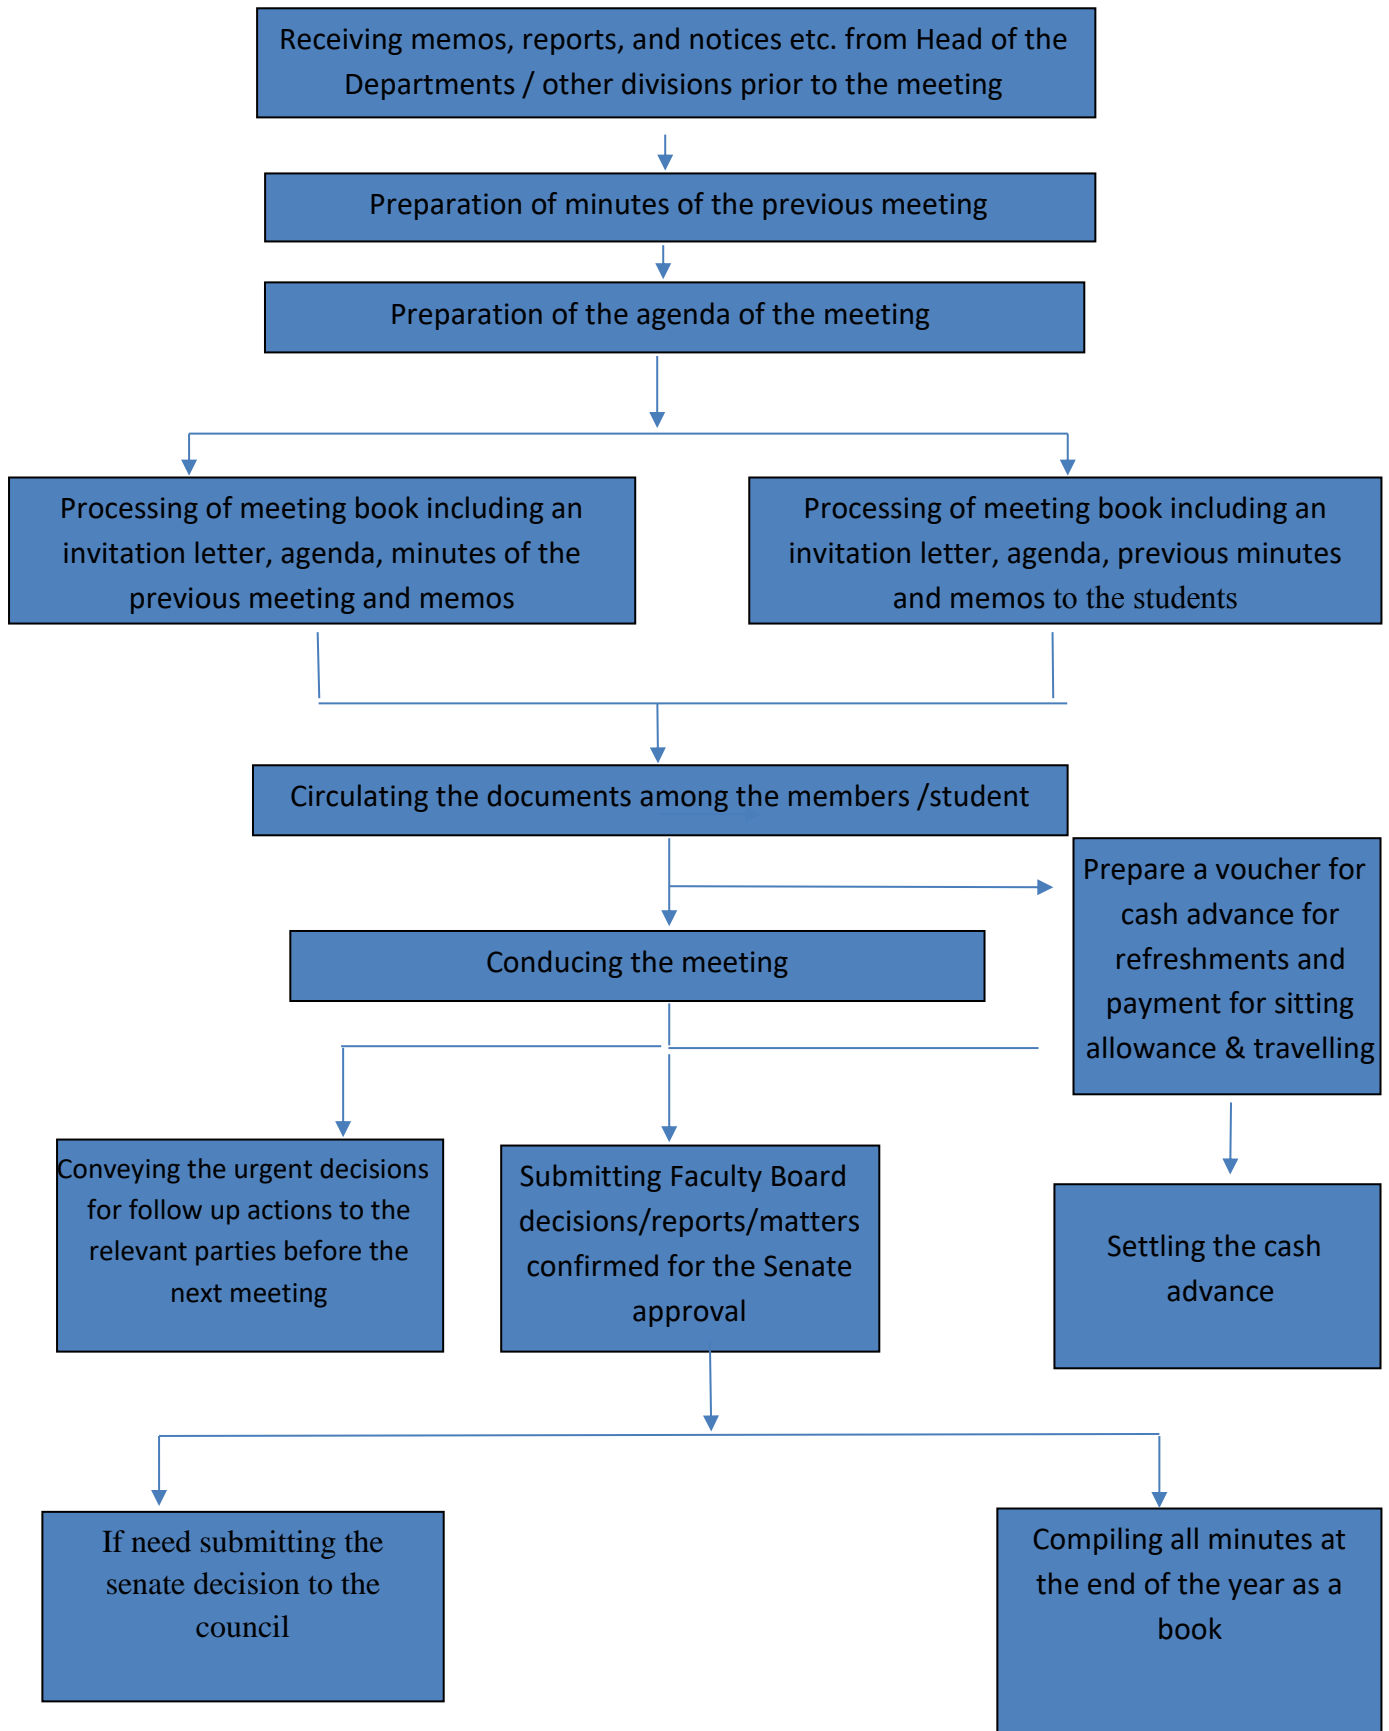 Receiving memos, reports, and notices etc. from Head of the
Departments / other divisions prior to the meeting
Preparation of minutes of the previous meeting
Preparation of the agenda of the meeting
Processing of meeting book including an
invitation letter, agenda, minutes of the
previous meeting and memos
Processing of meeting book including an
invitation letter, agenda, previous minutes
and memos to the students
Circulating the documents among the members /student
Prepare a voucher for
cash advance for
refreshments and
payment for sitting
allowance & travelling
Conducing the meeting
Conveying the urgent decisions
for follow up actions to the
relevant parties before the
next meeting
Submitting Faculty Board
decisions/reports/matters
confirmed for the Senate
approval
Settling the cash
advance
If need submitting the
senate decision to the
council
Compiling all minutes at
the end of the year as a
book